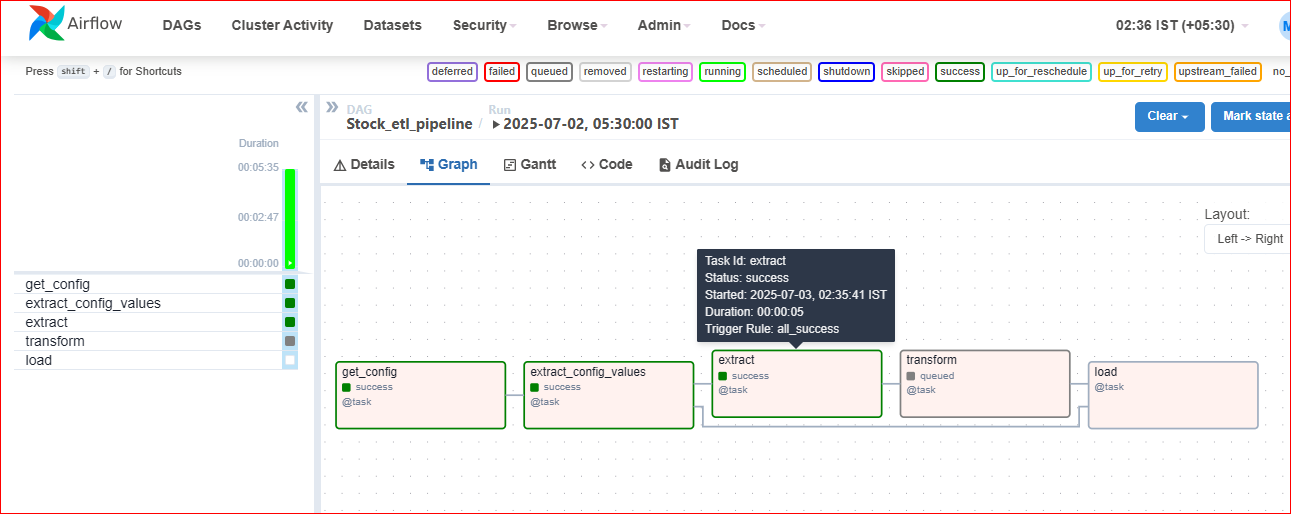 Airflow DAGs Cluster Activity Datasets Security Browse Admin Docs 02:36 IST (+05:30) M
Press shift + / for Shortcuts deferred failed queued removed restarting running scheduled shutdown skipped success up_for_reschedule up_for_retry upstream_failed no_
DAG Run
Stock_etl_pipeline / 2025-07-02, 05:30:00 IST Clear Mark state a
Duration
00:05:35
00:02:47
00:00:00
get_config
extract_config_values
extract
transform
load
Details Graph Gantt Code Audit Log
Layout:
Left -> Right
Task Id: extract
Status: success
Started: 2025-07-03, 02:35:41 IST
Duration: 00:00:05
Trigger Rule: all_success
get_config
success
@task
extract_config_values
success
@task
extract
success
@task
transform
queued
@task
load
@task